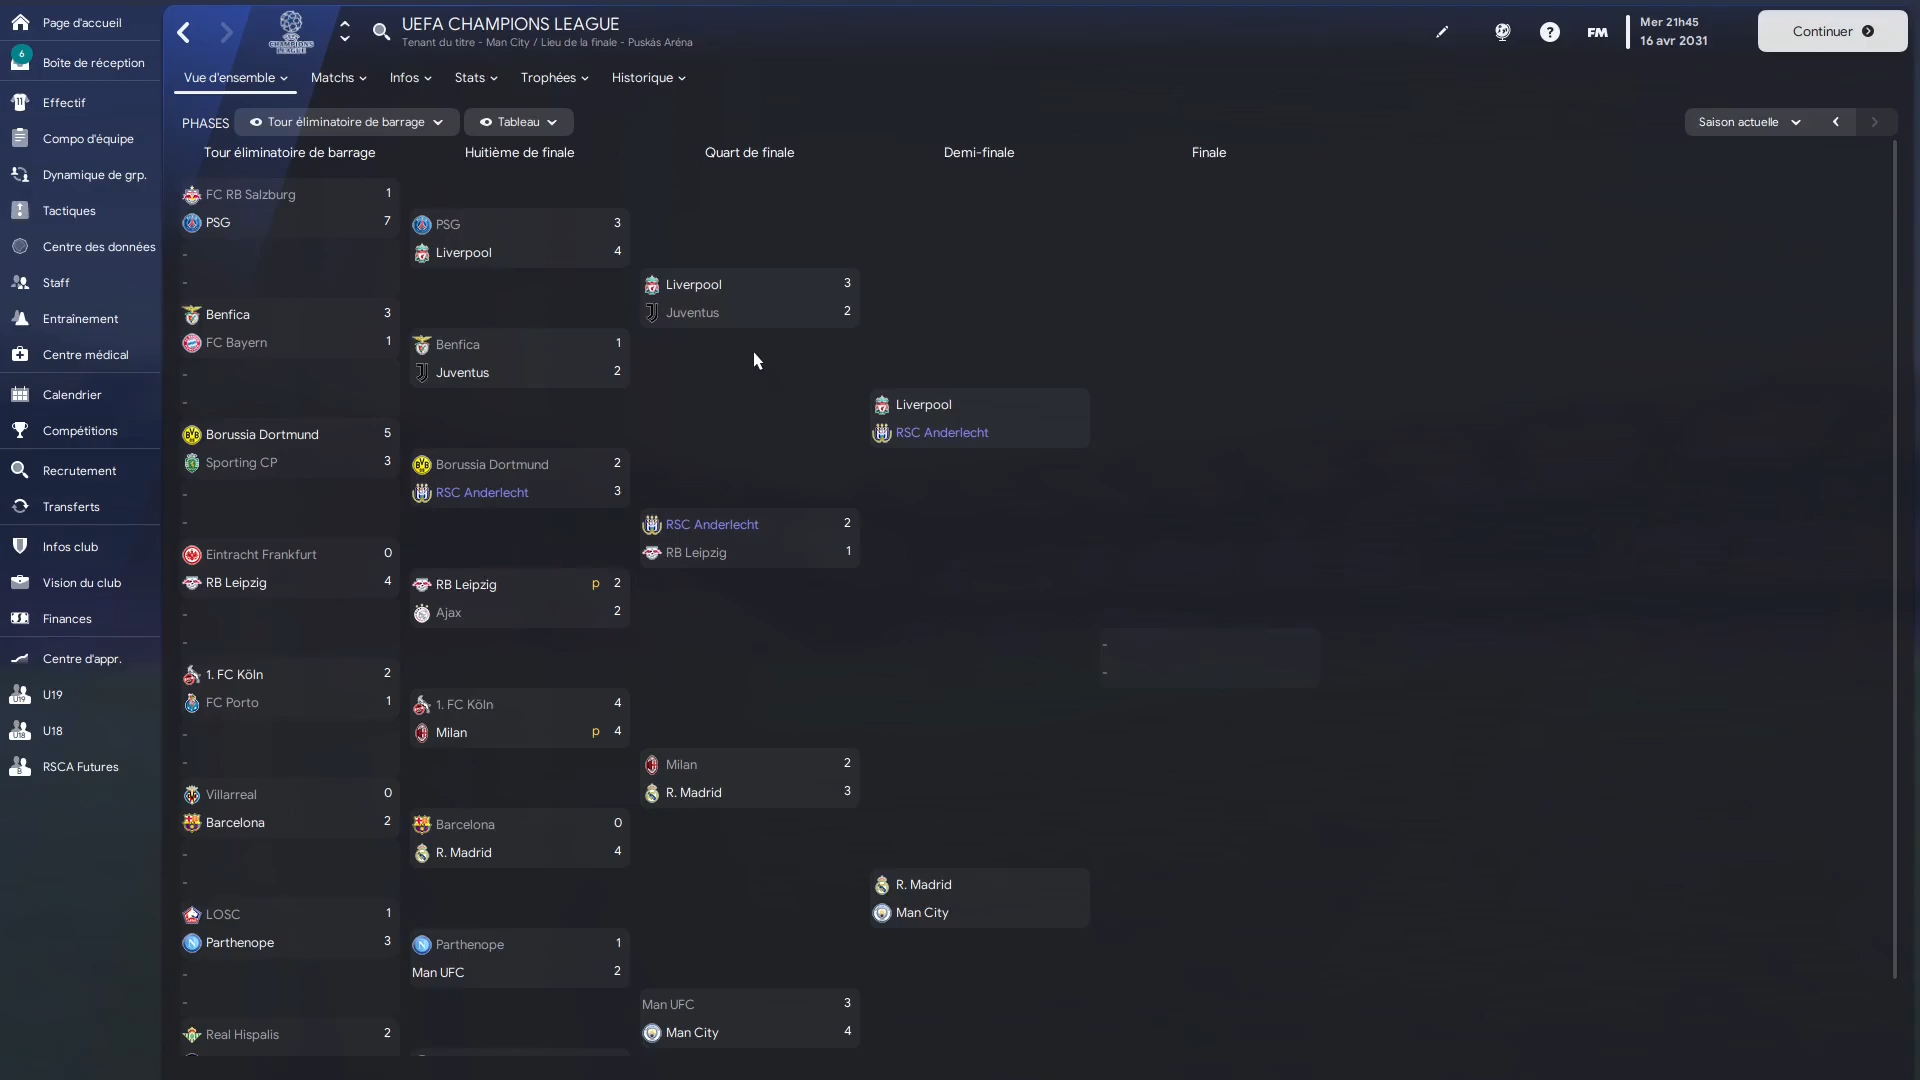 Page d'accueil
6
Boîte de réception
Effectif
Compo d'équipe
Dynamique de grp.
Tactiques
Centre des données
Staff
Entraînement
Centre médical
Calendrier
Compétitions
Recrutement
Transferts
Infos club
Vision du club
Finances
Centre d'appr.
U19
U18
RSCA Futures
UEFA CHAMPIONS LEAGUE
Tenant du titre - Man City / Lieu de la finale - Puskás Aréna
FM
Mer 21h45
16 avr 2031
Continuer
Vue d'ensemble
Matchs
Infos
Stats
Trophées
Historique
PHASES
Tour éliminatoire de barrage
Tableau
Saison actuelle
Tour éliminatoire de barrage
FC RB Salzburg 1
PSG 7
-
-
Benfica 3
FC Bayern 1
-
-
Borussia Dortmund 5
Sporting CP 3
-
-
Eintracht Frankfurt 0
RB Leipzig 4
-
-
1. FC Köln 2
FC Porto 1
-
-
Villarreal 0
Barcelona 2
-
-
LOSC 1
Parthenope 3
-
-
Real Hispalis 2
Huitième de finale
PSG 3
Liverpool 4
Benfica 1
Juventus 2
Borussia Dortmund 2
RSC Anderlecht 3
RB Leipzig p 2
Ajax 2
1. FC Köln 4
Milan p 4
Barcelona 0
R. Madrid 4
Parthenope 1
Man UFC 2
Quart de finale
Liverpool 3
Juventus 2
RSC Anderlecht 2
RB Leipzig 1
Milan 2
R. Madrid 3
Man UFC 3
Man City 4
Demi-finale
Liverpool
RSC Anderlecht
R. Madrid
Man City
Finale
-
-